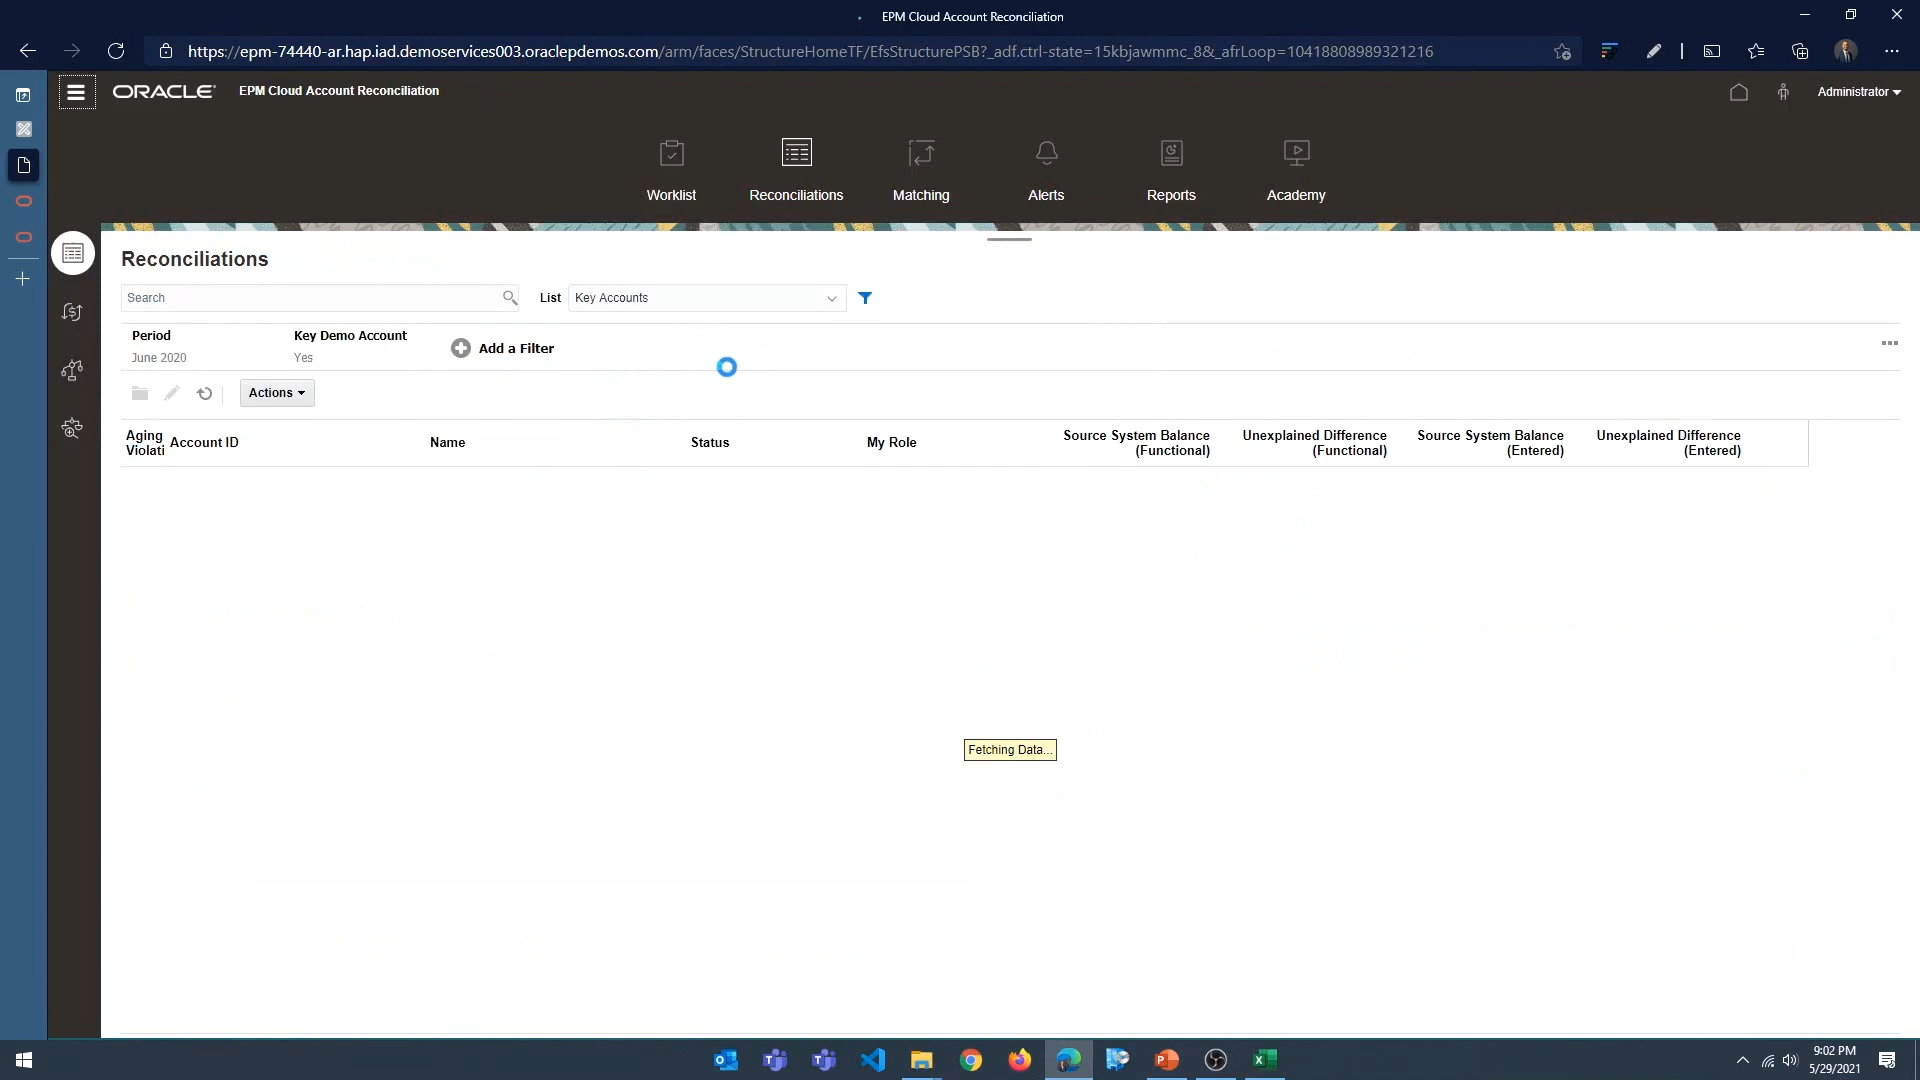 EPM Cloud Account Reconciliation
https://epm-74440-ar.hap.iad.demoservices003.oraclepdemos.com/arm/faces/StructureHomeTF/EfsStructurePSB?_adf.ctrl-state=15kbjawmmc_8&_afrLoop=10418808989321216
ORACLE EPM Cloud Account Reconciliation Administrator
Worklist Reconciliations Matching Alerts Reports Academy
Reconciliations
Search List Key Accounts
Period Key Demo Account
Add a Filter
June 2020 Yes
Actions
Aging Source System Balance Unexplained Difference Source System Balance Unexplained Difference
Account ID Name Status My Role
Violati (Functional) (Functional) (Entered) (Entered)
Fetching Data...
9:02 PM
5/29/2021